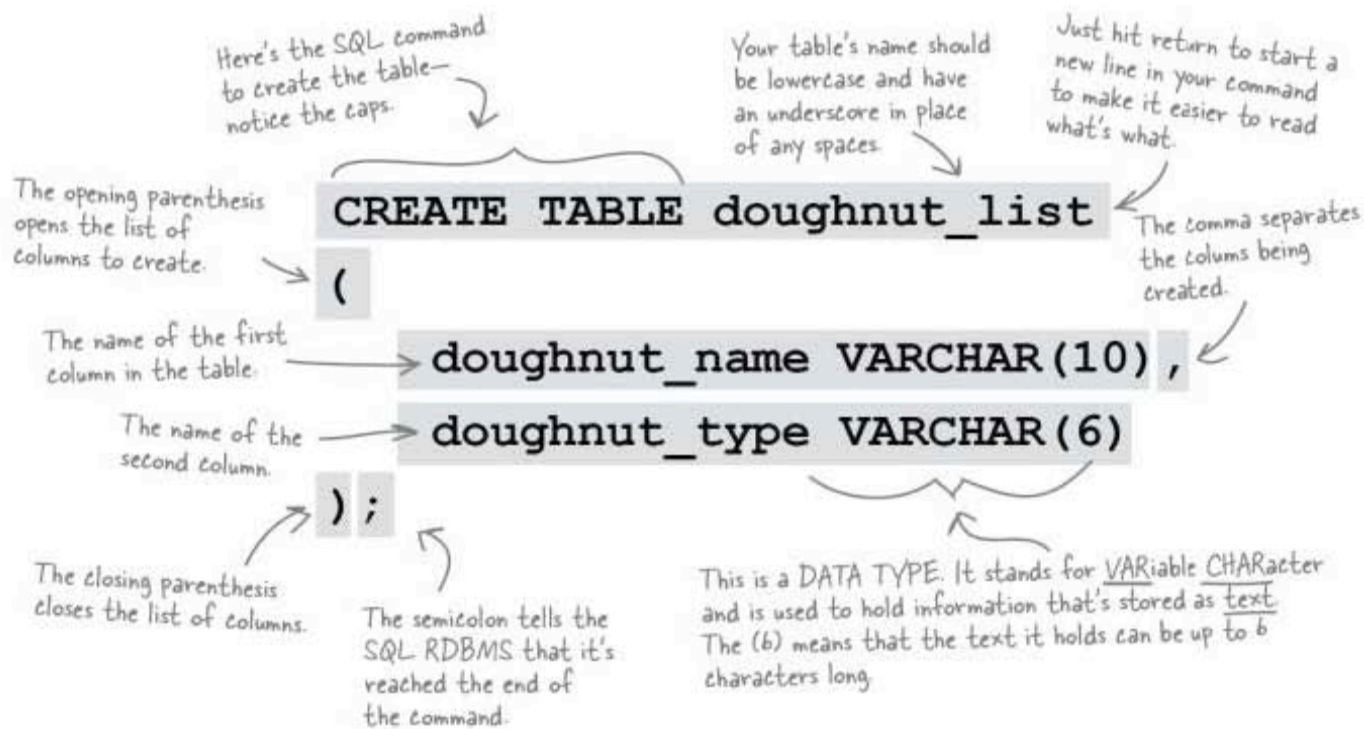 Here's the SQL command
to create the table—
notice the caps.
Your table's name should
be lowercase and have
an underscore in place
of any spaces.
Just hit return to start a
new line in your command
to make it easier to read
what's what.
The opening parenthesis
opens the list of
columns to create.
CREATE TABLE doughnut_list
(
The comma separates
the colums being
created.
The name of the first
column in the table.
doughnut_name VARCHAR(10),
The name of the
second column.
doughnut_type VARCHAR(6)
);
The closing parenthesis
closes the list of columns.
The semicolon tells the
SQL RDBMS that it's
reached the end of
the command.
This is a DATA TYPE. It stands for VARiable CHARacter
and is used to hold information that's stored as text
The (6) means that the text it holds can be up to 6
characters long